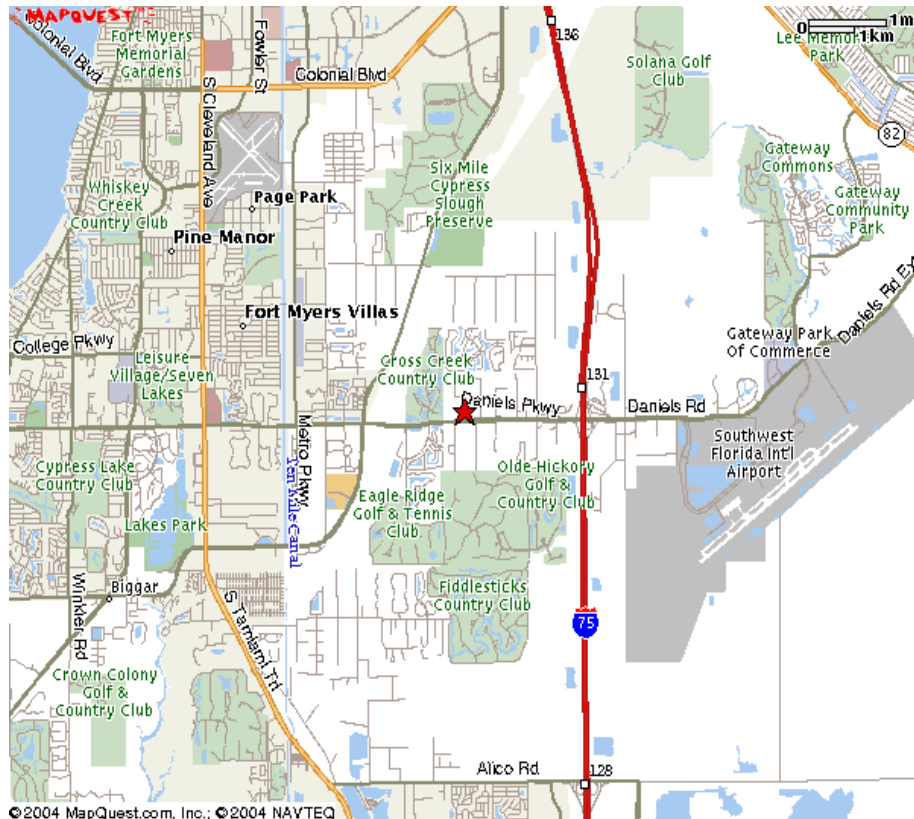 MAPQUEST
1m
1km
Colonial Blvd
Fort Myers
Memorial
Gardens
Fowler St
Colonial Blvd
136
Solana Golf
Club
Lee Memori
Park
82
S Cleveland Ave
Whiskey
Creek
Country Club
Page Park
Pine Manor
Six Mile
Cypress
Slough
Preserve
Gateway
Commons
Gateway
Community
Park
Fort Myers Villas
College Pkwy
Leisure
Village/Seven
Lakes
Cross Creek
Country Club
131
Gateway Park
Of Commerce
Daniels Rd Ext
Daniels Pkwy
Daniels Rd
Metro Pkwy
Ten Mile Canal
Southwest
Florida Int'l
Airport
Cypress Lake
Country Club
Olde Hickory
Golf &
Country Club
Eagle Ridge
Golf & Tennis
Club
Lakes Park
Biggar
Winkler Rd
Fiddlesticks
Country Club
S Tamiami Trl
75
Crown Colony
Golf &
Country Club
Alico Rd
128
©2004 MapQuest.com, Inc.; ©2004 NAVTEQ